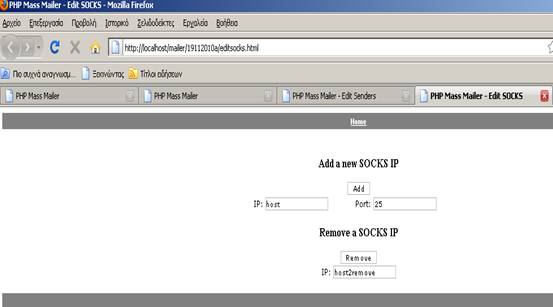 PHP Mass Mailer - Edit SOCKS - Mozilla Firefox
Αρχείο Επεξεργασία Προβολή Ιστορικό Σελιδοδείκτες Εργαλεία Βοήθεια
http://localhost/mailer/19112010a/editsocks.html
Πιο συχνά αναγνωσμ... Ξεκινώντας Τίτλοι ειδήσεων
PHP Mass Mailer PHP Mass Mailer PHP Mass Mailer - Edit Senders PHP Mass Mailer - Edit SOCKS
Home
Add a new SOCKS IP
Add
IP: host Port: 25
Remove a SOCKS IP
Remove
IP: host2remove